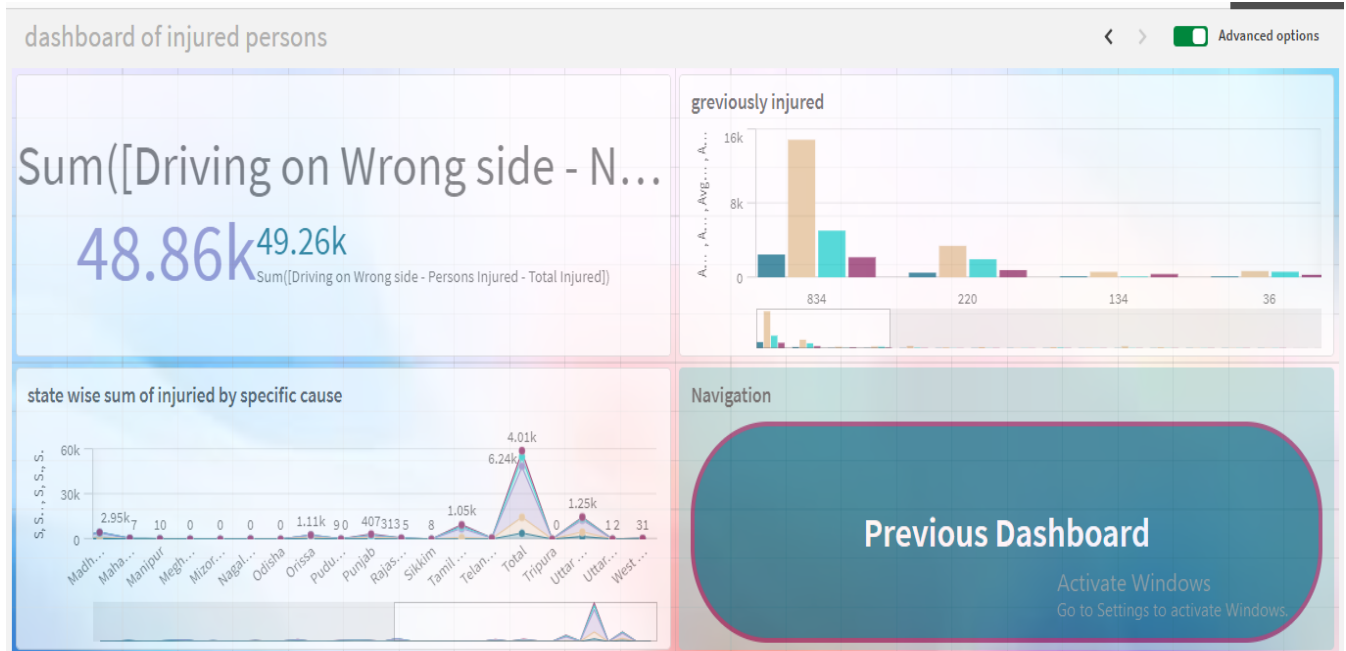 dashboard of injured persons
Advanced options
Sum([Driving on Wrong side - N...
48.86k
49.26k
Sum([Driving on Wrong side - Persons Injured - Total Injured])
greviously injured
A... , A... , Avg... , A...
16k
8k
0
834 220 134 36
state wise sum of injuried by specific cause
S, S... , S, S., S.
60k
30k
0
2.95k 7 10 0 0 0 0 1.11k 9 0 407 313 5 8 1.05k 6.24k 4.01k 0 1.25k 1 2 31
Madh... Maha... Manipur Megh... Mizor... Nagal... Odisha Orissa Pudu... Punjab Rajas... Sikkim Tamil ... Telan... Total Tripura Uttar ... Uttar... West ...
Navigation
Previous Dashboard
Activate Windows
Go to Settings to activate Windows.